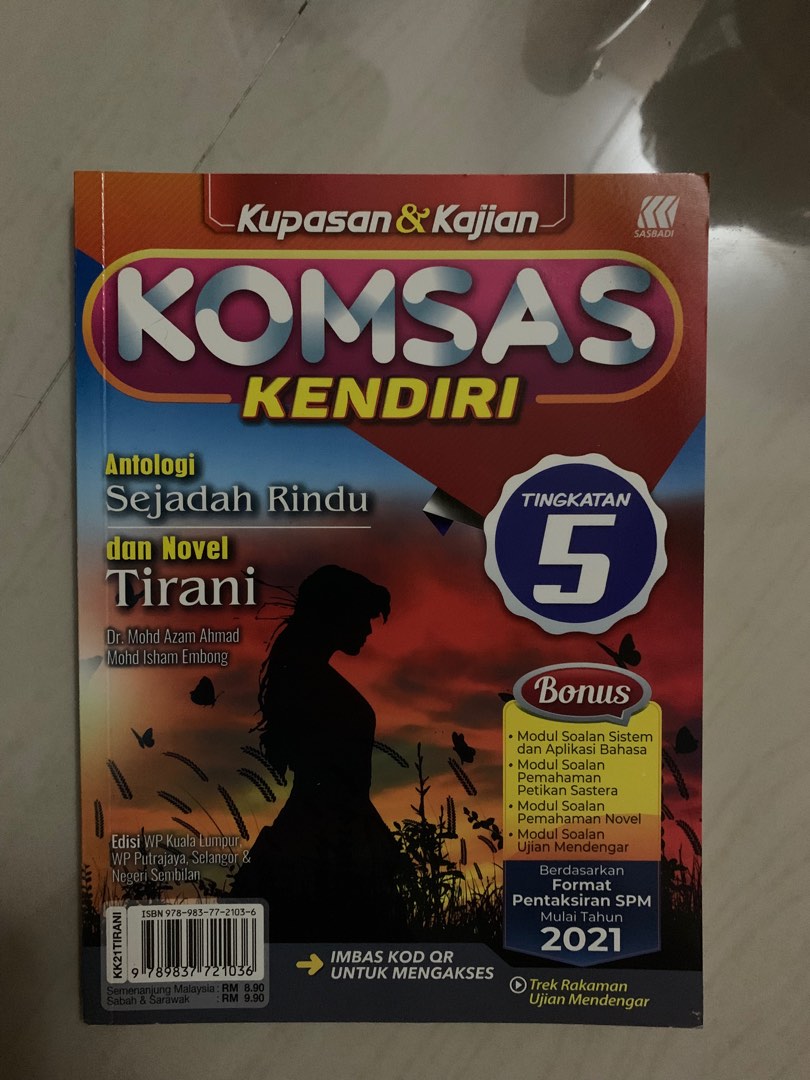 Kupasan & Kajian
SASBADI
KOMSAS
KENDIRI
Antologi
Sejadah Rindu
dan Novel
Tirani
Dr. Mohd Azam Ahmad
Mohd Isham Embong
TINGKATAN
5
Bonus
• Modul Soalan Sistem
dan Aplikasi Bahasa
• Modul Soalan
Pemahaman
Petikan Sastera
• Modul Soalan
Pemahaman Novel
• Modul Soalan
Ujian Mendengar
Berdasarkan
Format
Pentaksiran SPM
Mulai Tahun
2021
Edisi WP Kuala Lumpur,
WP Putrajaya, Selangor &
Negeri Sembilan
KK21TIRANI
ISBN 978-983-77-2103-6
9 789837 721036
Semenanjung Malaysia : RM 8.90
Sabah & Sarawak : RM 9.90
IMBAS KOD QR
UNTUK MENGAKSES
Trek Rakaman
Ujian Mendengar